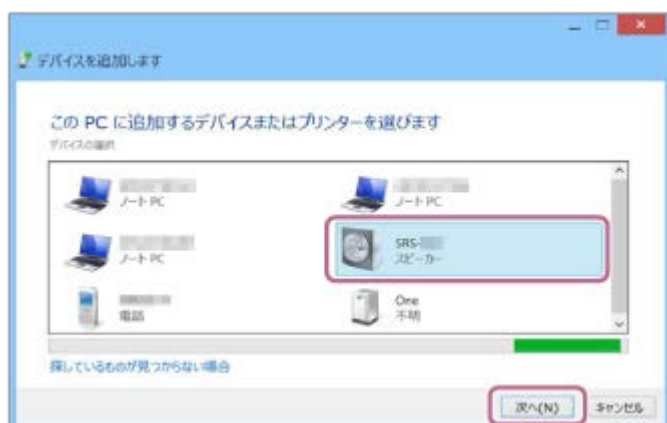 デバイスを追加します
この PC に追加するデバイスまたはプリンターを選びます
デバイスの選択
ノート PC
ノート PC
ノート PC
SRS-
スピーカー
電話
One
不明
探しているものが見つからない場合
次へ(N)
キャンセル